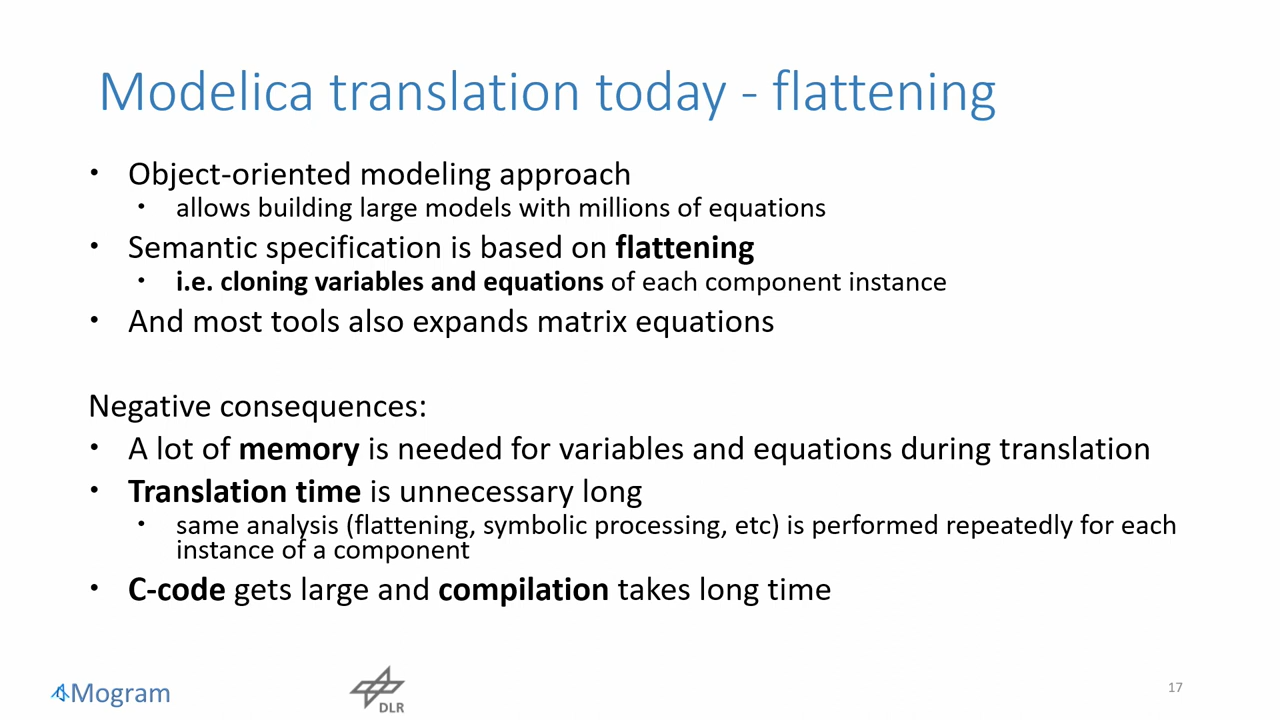 Modelica translation today - flattening
• Object-oriented modeling approach
• allows building large models with millions of equations
• Semantic specification is based on flattening
• i.e. cloning variables and equations of each component instance
• And most tools also expands matrix equations
Negative consequences:
• A lot of memory is needed for variables and equations during translation
• Translation time is unnecessary long
• same analysis (flattening, symbolic processing, etc) is performed repeatedly for each
instance of a component
• C-code gets large and compilation takes long time
Mogram
DLR
17